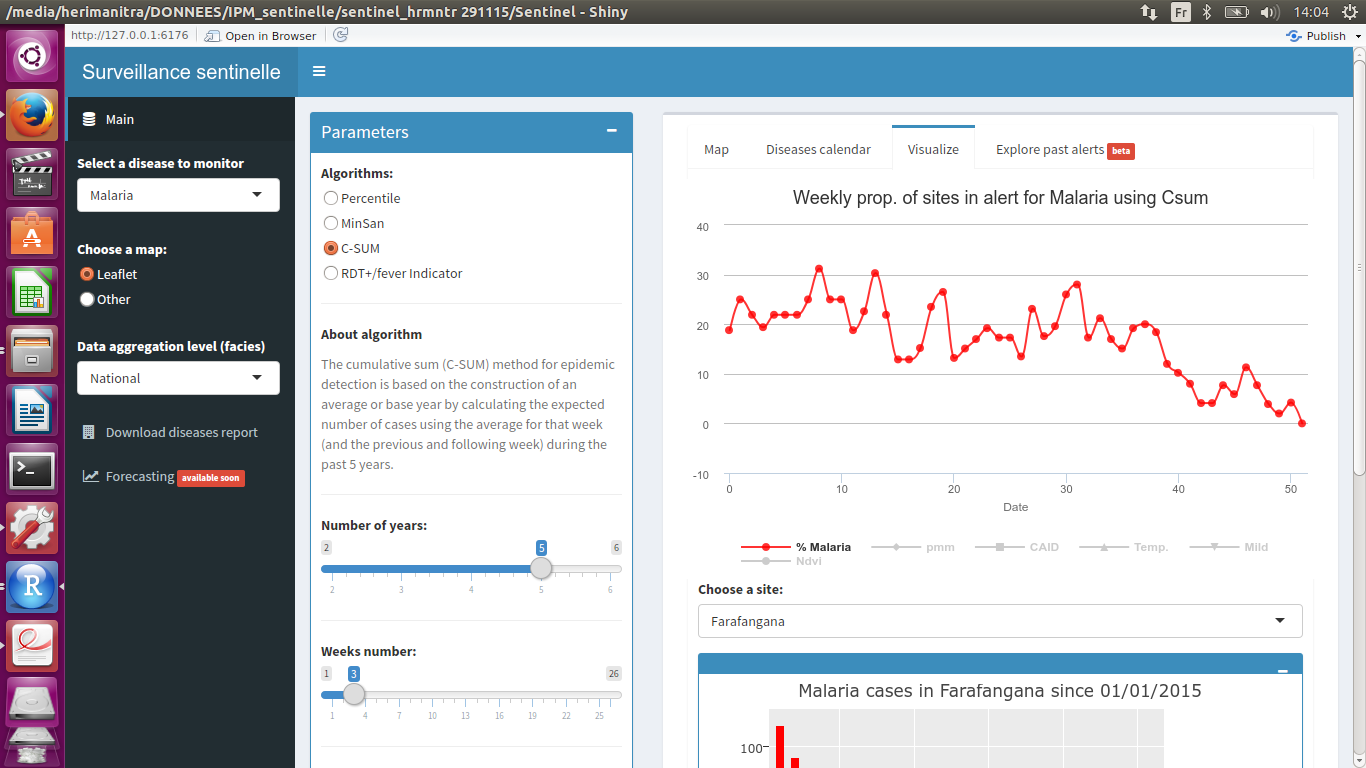 /media/herimanitra/DONNEES/IPM_sentinelle/sentinel_hrmntr 291115/Sentinel - Shiny
Fr
14:04
http://127.0.0.1:6176
Open in Browser
Publish
Surveillance sentinelle
Main
Select a disease to monitor
Malaria
Choose a map:
Leaflet
Other
Data aggregation level (facies)
National
Download diseases report
Forecasting available soon
Parameters
Algorithms:
Percentile
MinSan
C-SUM
RDT+/fever Indicator
About algorithm
The cumulative sum (C-SUM) method for epidemic
detection is based on the construction of an
average or base year by calculating the expected
number of cases using the average for that week
(and the previous and following week) during the
past 5 years.
Number of years:
2 5 6
2 3 4 5 6
Weeks number:
1 3 26
1 4 7 10 13 16 19 22 25
Map
Diseases calendar
Visualize
Explore past alerts beta
Weekly prop. of sites in alert for Malaria using Csum
40
30
20
10
0
-10
0 10 20 30 40 50
Date
% Malaria pmm CAID Temp. Mild
Ndvi
Choose a site:
Farafangana
Malaria cases in Farafangana since 01/01/2015
100